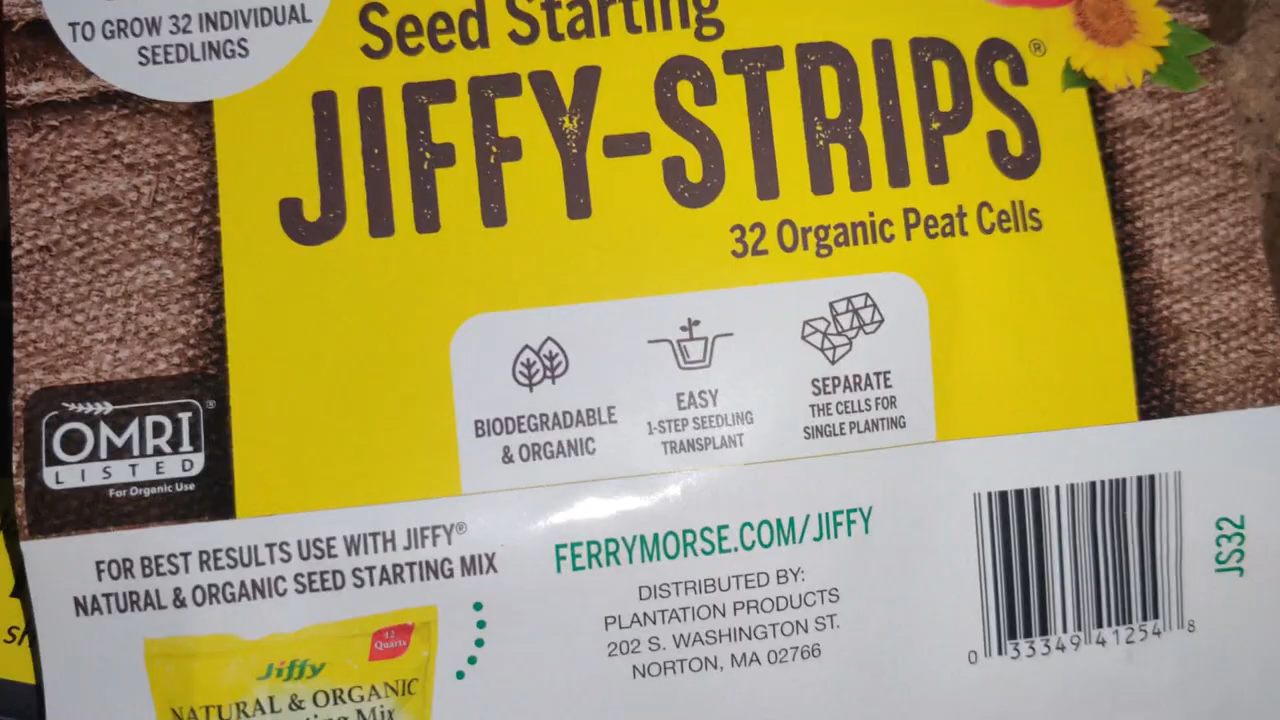 TO GROW 32 INDIVIDUAL
SEEDLINGS
Seed Starting
JIFFY-STRIPS®
32 Organic Peat Cells
BIODEGRADABLE
& ORGANIC
EASY
1-STEP SEEDLING
TRANSPLANT
SEPARATE
THE CELLS FOR
SINGLE PLANTING
OMRI®
LISTED
For Organic Use
FOR BEST RESULTS USE WITH JIFFY®
NATURAL & ORGANIC SEED STARTING MIX
12
Quarts
Jiffy
NATURAL & ORGANIC
Mix
FERRYMORSE.COM/JIFFY
DISTRIBUTED BY:
PLANTATION PRODUCTS
202 S. WASHINGTON ST.
NORTON, MA 02766
0 33349 41254 8
JS32